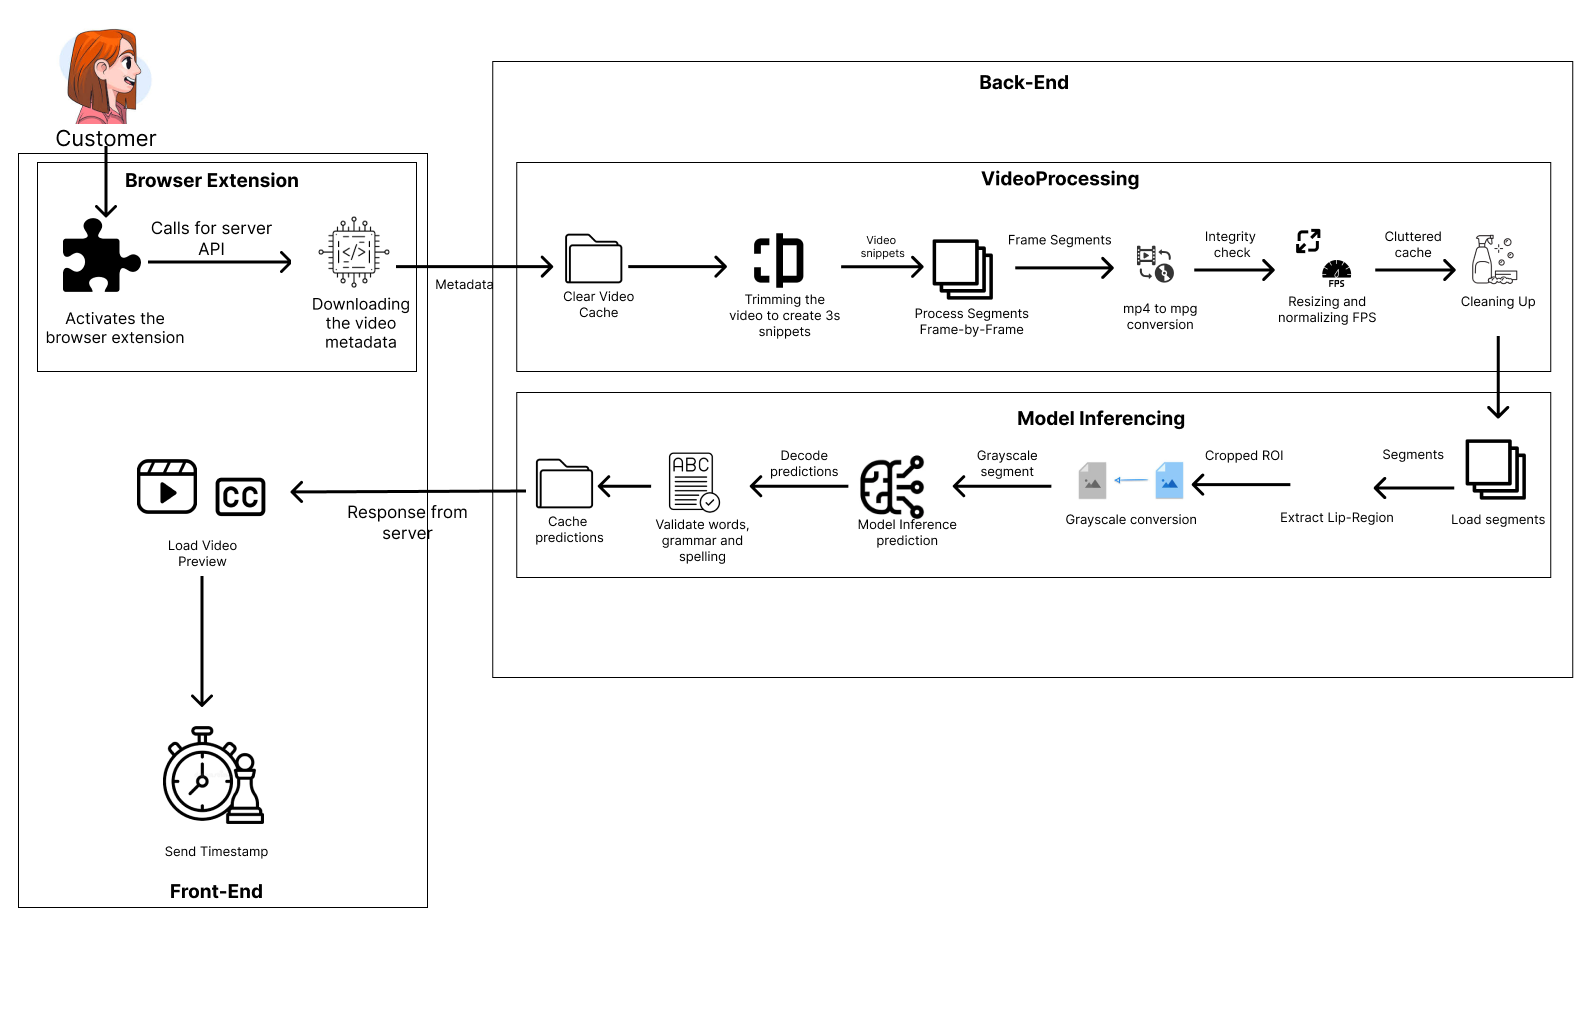 Customer
Browser Extension
Calls for server
API
Activates the
browser extension
</>
Downloading
the video
metadata
Metadata
Back-End
VideoProcessing
Clear Video
Cache
Trimming the
video to create 3s
snippets
Video
snippets
Process Segments
Frame-by-Frame
Frame Segments
mp4 to mpg
conversion
Integrity
check
FPS
Resizing and
normalizing FPS
Cluttered
cache
Cleaning Up
Model Inferencing
Load segments
Segments
Extract Lip-Region
Cropped ROI
Grayscale conversion
Grayscale
segment
Model Inference
prediction
Decode
predictions
ABC
Validate words,
grammar and
spelling
Cache
predictions
Response from
server
CC
Load Video
Preview
Send Timestamp
Front-End